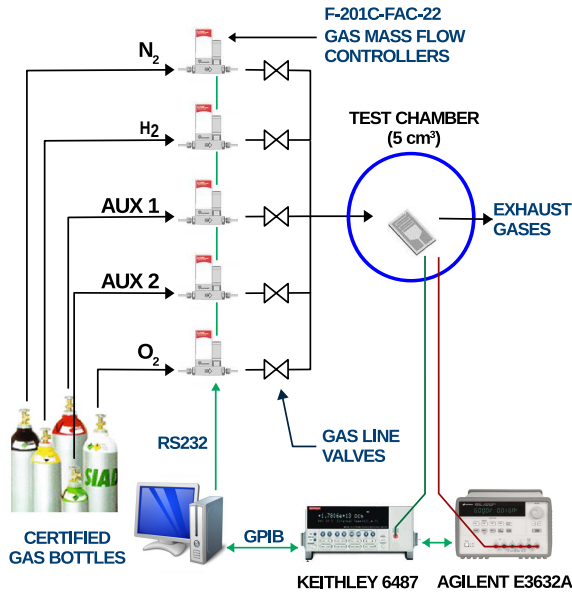 F-201C-FAC-22
GAS MASS FLOW
CONTROLLERS
N2
H2
TEST CHAMBER
(5 cm³)
AUX 1
EXHAUST
GASES
AUX 2
O2
RS232
GAS LINE
VALVES
SIAD
CERTIFIED
GAS BOTTLES
GPIB
KEITHLEY 6487
AGILENT E3632A